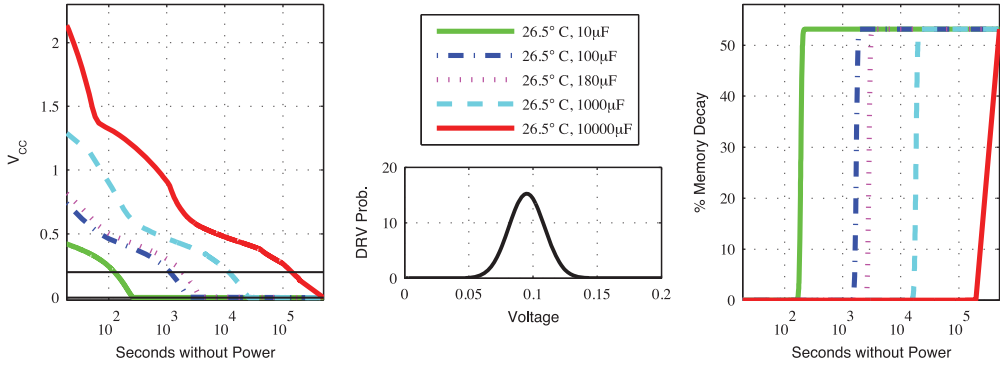 2
1.5
1
0.5
0
V_CC
10^2
10^3
10^4
10^5
Seconds without Power
26.5° C, 10µF
26.5° C, 100µF
26.5° C, 180µF
26.5° C, 1000µF
26.5° C, 10000µF
20
10
0
DRV Prob.
0
0.05
0.1
0.15
0.2
Voltage
50
40
30
20
10
0
% Memory Decay
10^2
10^3
10^4
10^5
Seconds without Power